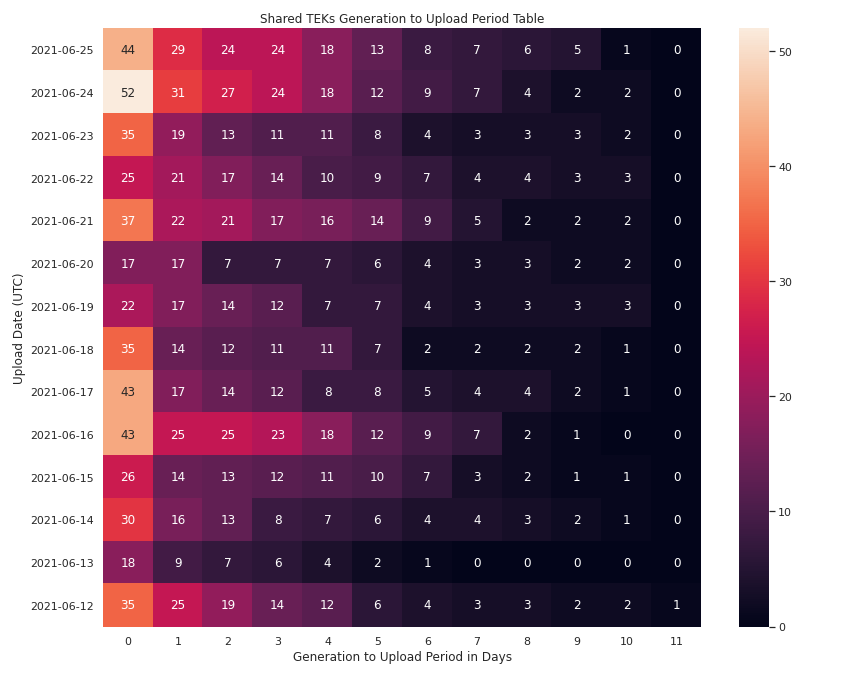 Shared TEKs Generation to Upload Period Table
Upload Date (UTC)
2021-06-25 44 29 24 24 18 13 8 7 6 5 1 0
2021-06-24 52 31 27 24 18 12 9 7 4 2 2 0
2021-06-23 35 19 13 11 11 8 4 3 3 3 2 0
2021-06-22 25 21 17 14 10 9 7 4 4 3 3 0
2021-06-21 37 22 21 17 16 14 9 5 2 2 2 0
2021-06-20 17 17 7 7 7 6 4 3 3 2 2 0
2021-06-19 22 17 14 12 7 7 4 3 3 3 3 0
2021-06-18 35 14 12 11 11 7 2 2 2 2 1 0
2021-06-17 43 17 14 12 8 8 5 4 4 2 1 0
2021-06-16 43 25 25 23 18 12 9 7 2 1 0 0
2021-06-15 26 14 13 12 11 10 7 3 2 1 1 0
2021-06-14 30 16 13 8 7 6 4 4 3 2 1 0
2021-06-13 18 9 7 6 4 2 1 0 0 0 0 0
2021-06-12 35 25 19 14 12 6 4 3 3 2 2 1
0 1 2 3 4 5 6 7 8 9 10 11
Generation to Upload Period in Days
50
40
30
20
10
0